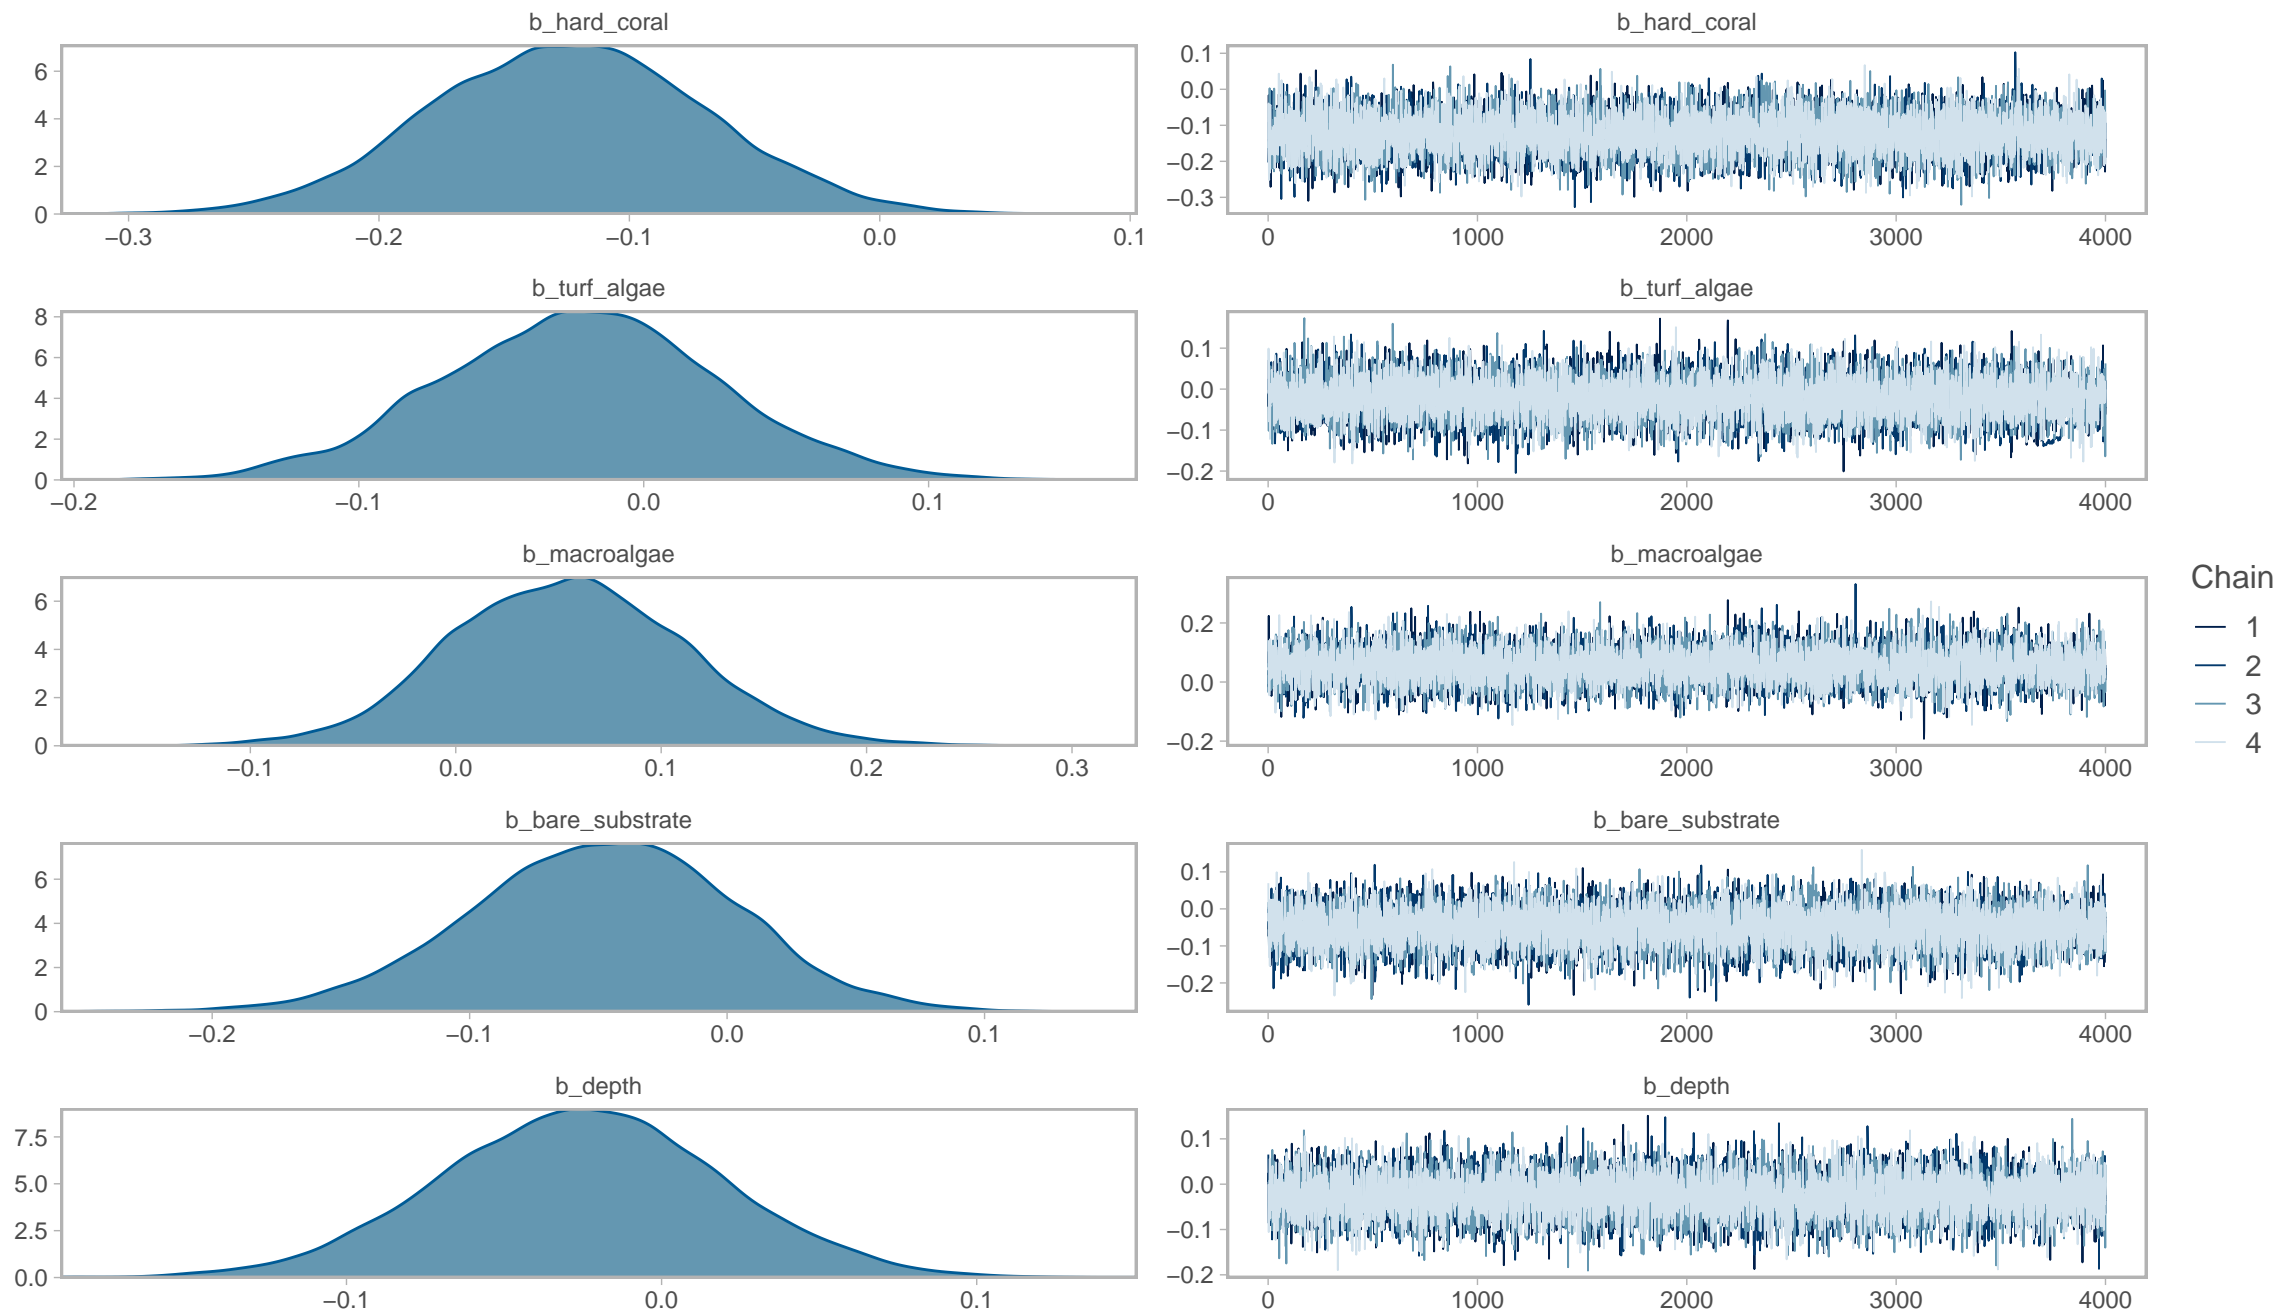 b_hard_coral b_hard_coral
6
4
2
0
−0.3 −0.2 −0.1 0.0 0.1
0.1
0.0
−0.1
−0.2
−0.3
0 1000 2000 3000 4000
b_turf_algae b_turf_algae
8
6
4
2
0
−0.2 −0.1 0.0 0.1
0.1
0.0
−0.1
−0.2
0 1000 2000 3000 4000
b_macroalgae b_macroalgae
6
4
2
0
−0.1 0.0 0.1 0.2 0.3
0.2
0.0
−0.2
0 1000 2000 3000 4000
b_bare_substrate b_bare_substrate
6
4
2
0
−0.2 −0.1 0.0 0.1
0.1
0.0
−0.1
−0.2
0 1000 2000 3000 4000
b_depth b_depth
7.5
5.0
2.5
0.0
−0.1 0.0 0.1
0.1
0.0
−0.1
−0.2
0 1000 2000 3000 4000
Chain
1
2
3
4